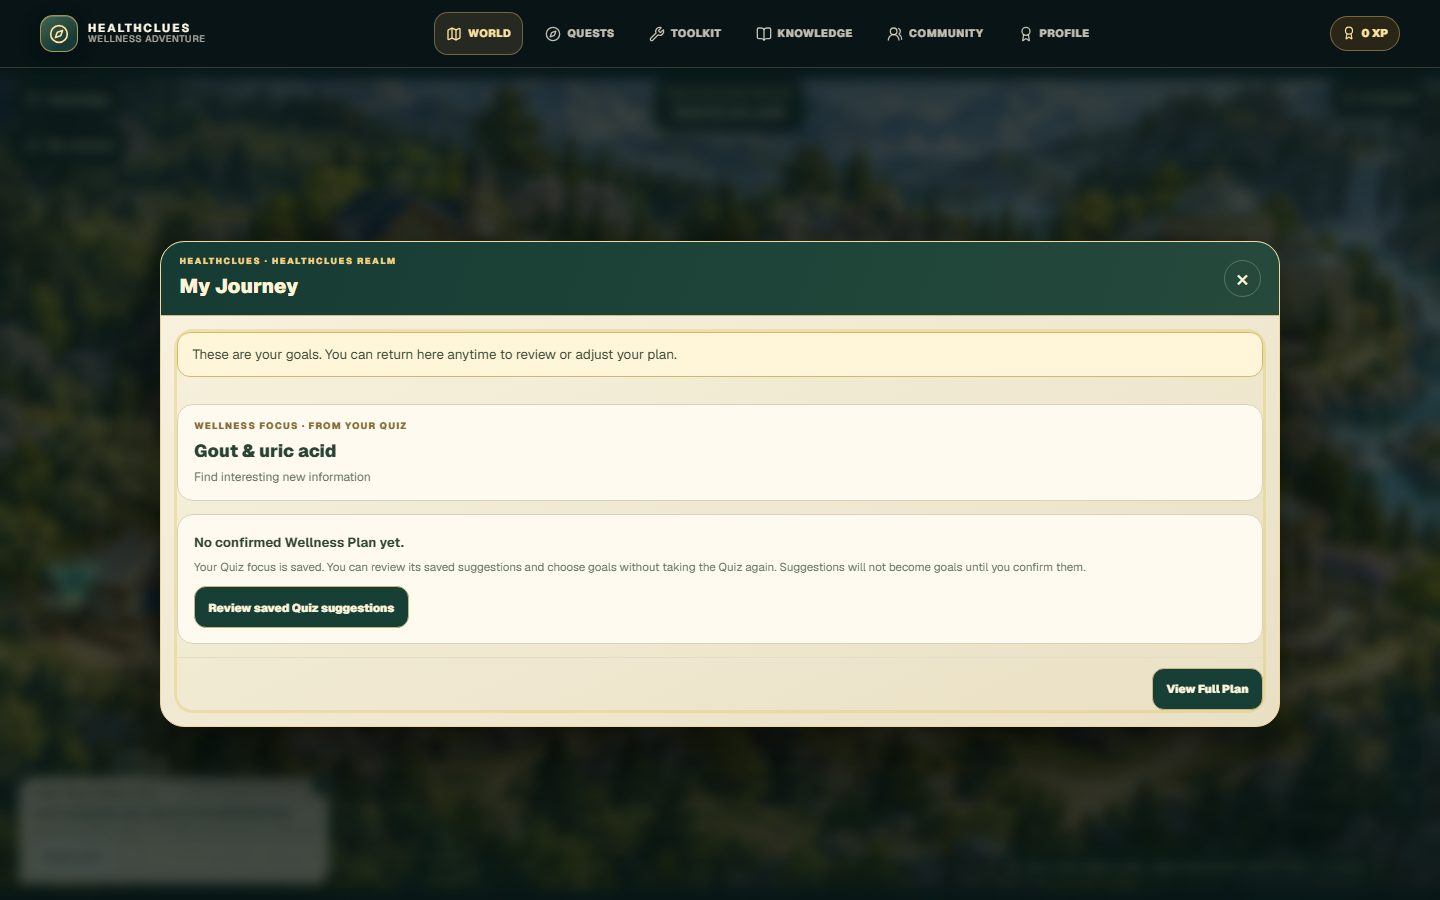 HEALTHCLUES
WELLNESS ADVENTURE
WORLD
QUESTS
TOOLKIT
KNOWLEDGE
COMMUNITY
PROFILE
0 XP
HEALTHCLUES · HEALTHCLUES REALM
My Journey
These are your goals. You can return here anytime to review or adjust your plan.
WELLNESS FOCUS · FROM YOUR QUIZ
Gout & uric acid
Find interesting new information
No confirmed Wellness Plan yet.
Your Quiz focus is saved. You can review its saved suggestions and choose goals without taking the Quiz again. Suggestions will not become goals until you confirm them.
Review saved Quiz suggestions
View Full Plan